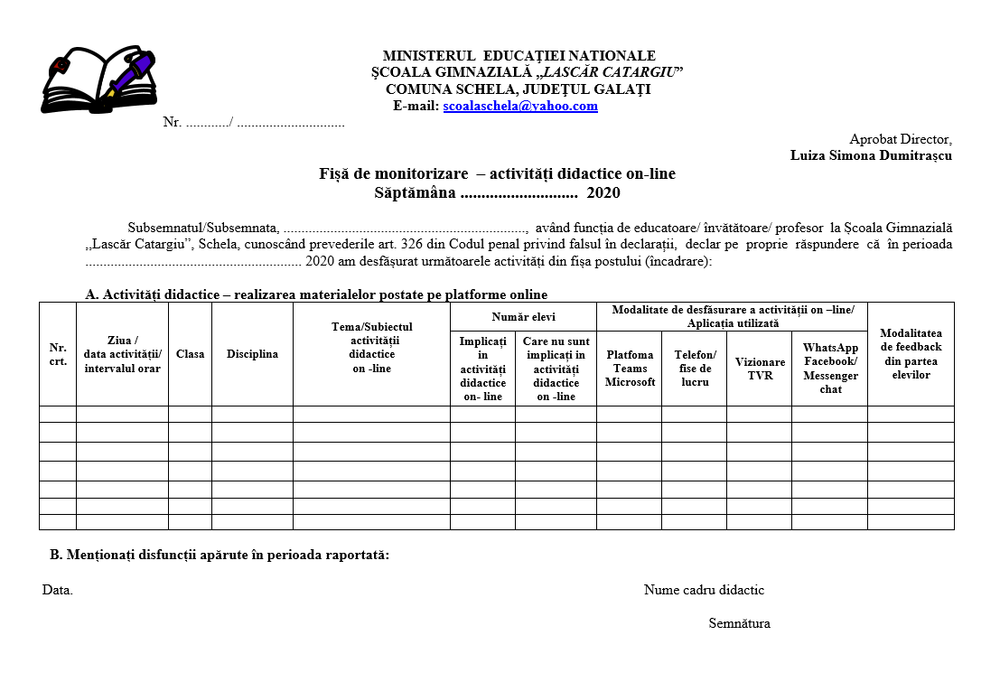 MINISTERUL EDUCAŢIEI NATIONALE
ŞCOALA GIMNAZIALĂ „LASCĂR CATARGIU”
COMUNA SCHELA, JUDEŢUL GALAŢI
E-mail: scoalaschela@yahoo.com
Nr. ............/ ..............................
Aprobat Director,
Luiza Simona Dumitrașcu
Fișă de monitorizare – activități didactice on-line
Săptămâna ............................ 2020
Subsemnatul/Subsemnata, ..................................................................., având funcția de educatoare/ învătătoare/ profesor la Școala Gimnazială
„Lascăr Catargiu”, Schela, cunoscând prevederile art. 326 din Codul penal privind falsul în declarații, declar pe proprie răspundere că în perioada
............................................................ 2020 am desfășurat următoarele activități din fișa postului (încadrare):
A. Activități didactice – realizarea materialelor postate pe platforme online
Nr.
crt.
Ziua /
data activității/
intervalul orar
Clasa
Disciplina
Tema/Subiectul
activității
didactice
on -line
Număr elevi
Implicați
in
activități
didactice
on- line
Care nu sunt
implicați in
activități
didactice
on -line
Modalitate de desfăsurare a activității on –line/
Aplicația utilizată
Platfoma
Teams
Microsoft
Telefon/
fise de
lucru
Vizionare
TVR
WhatsApp
Facebook/
Messenger
chat
Modalitatea
de feedback
din partea
elevilor
B. Menționați disfuncții apărute în perioada raportată:
Data.
Nume cadru didactic
Semnătura